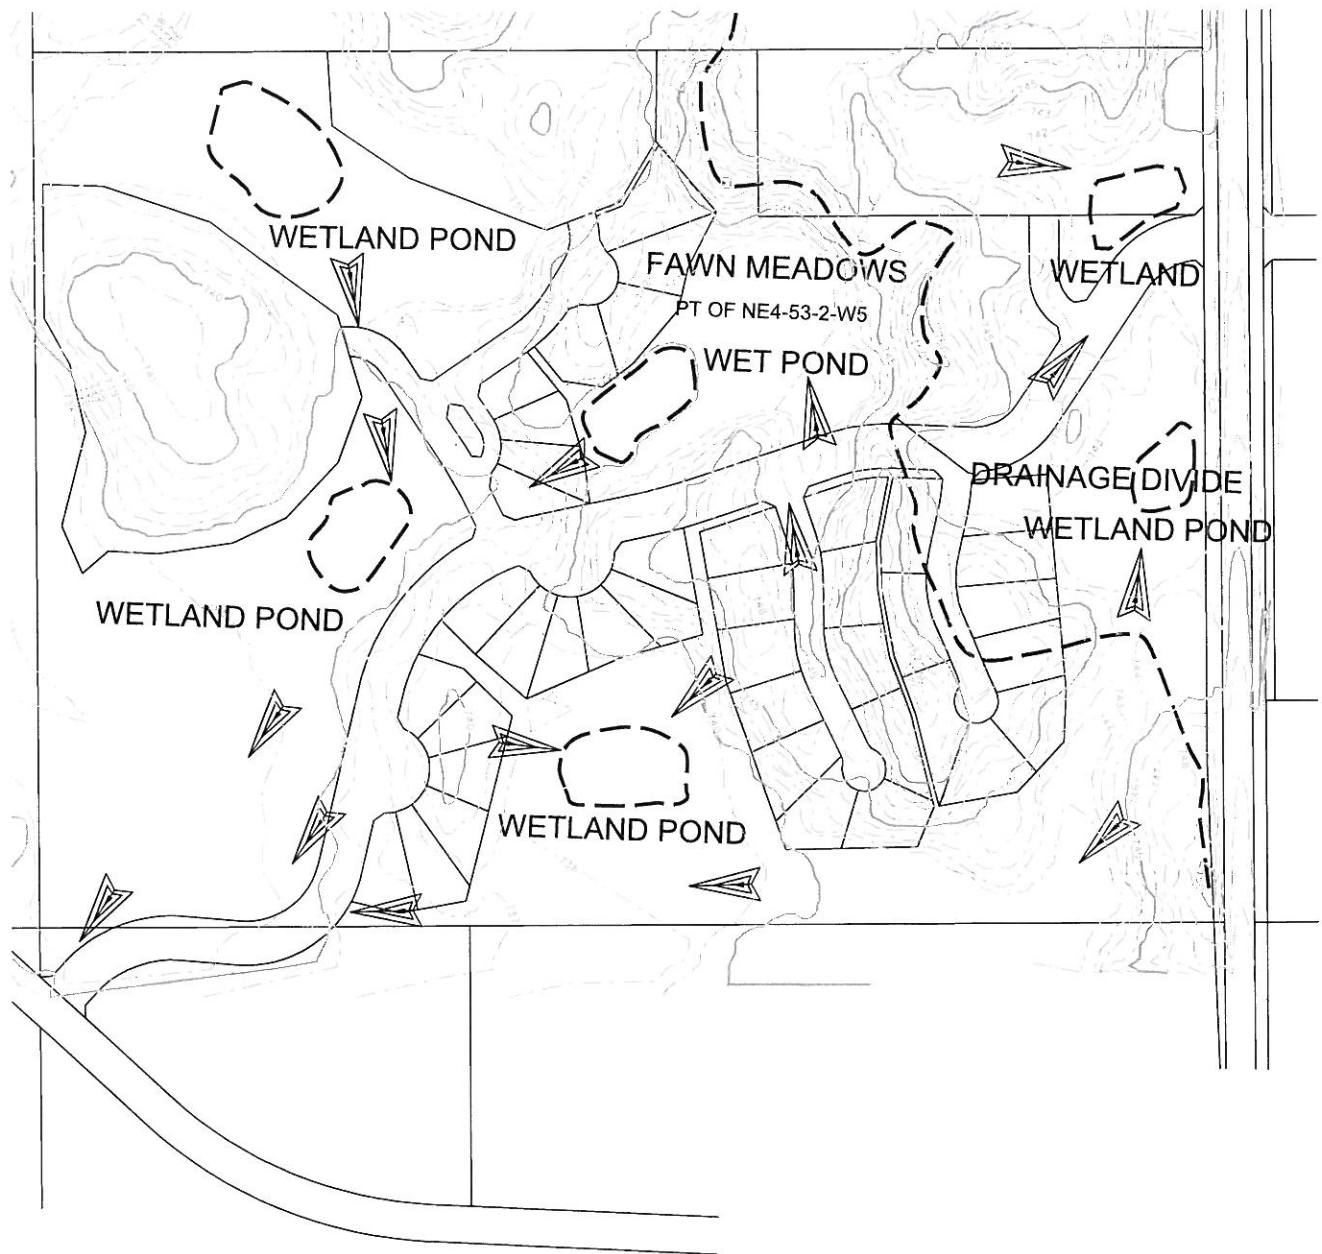 WETLAND POND
FAWN MEADOWS
PT OF NE4-53-2-W5
WETLAND
WET POND
DRAINAGE DIVIDE
WETLAND POND
WETLAND POND
WETLAND POND